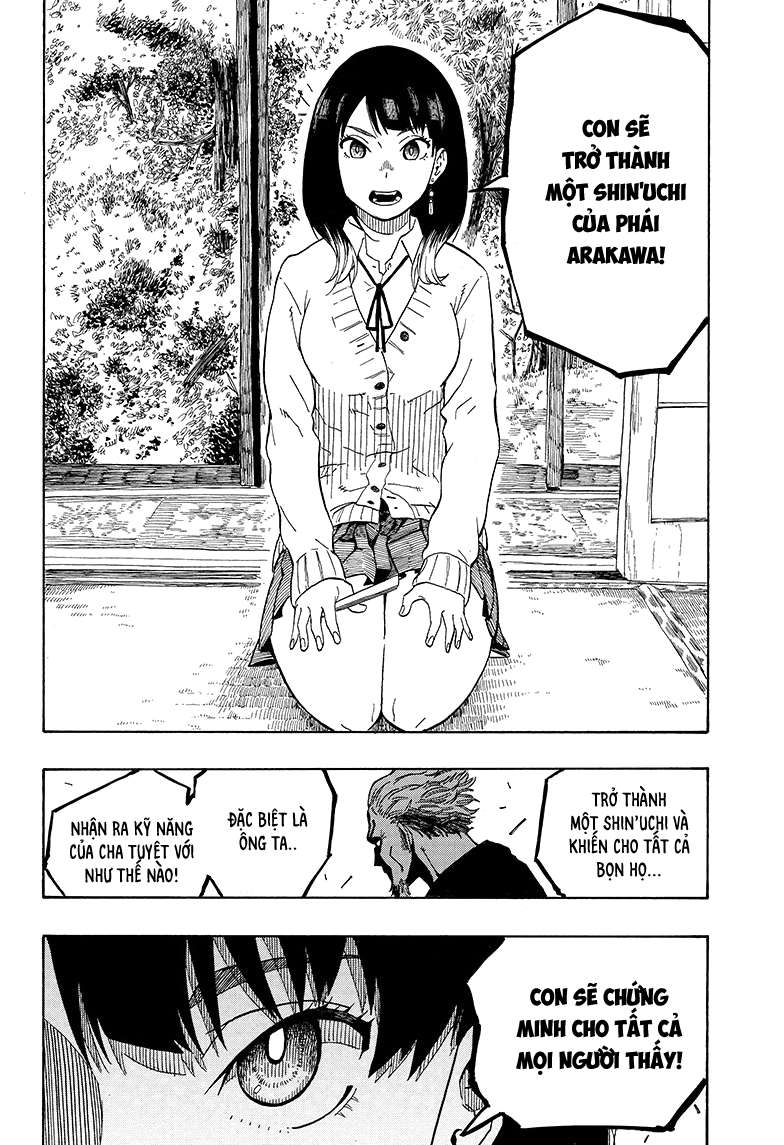 CON SẼ
TRỞ THÀNH
MỘT SHIN'UCHI
CỦA PHÁI
ARAKAWA!
TRỞ THÀNH
MỘT SHIN'UCHI VÀ
KHIẾN CHO TẤT CẢ
BỌN HỌ...
ĐẶC BIỆT LÀ
ÔNG TA..
NHẬN RA KỸ NĂNG
CỦA CHA TUYỆT VỜI
NHƯ THẾ NÀO!
CON SẼ CHỨNG
MINH CHO TẤT CẢ
MỌI NGƯỜI THẤY!